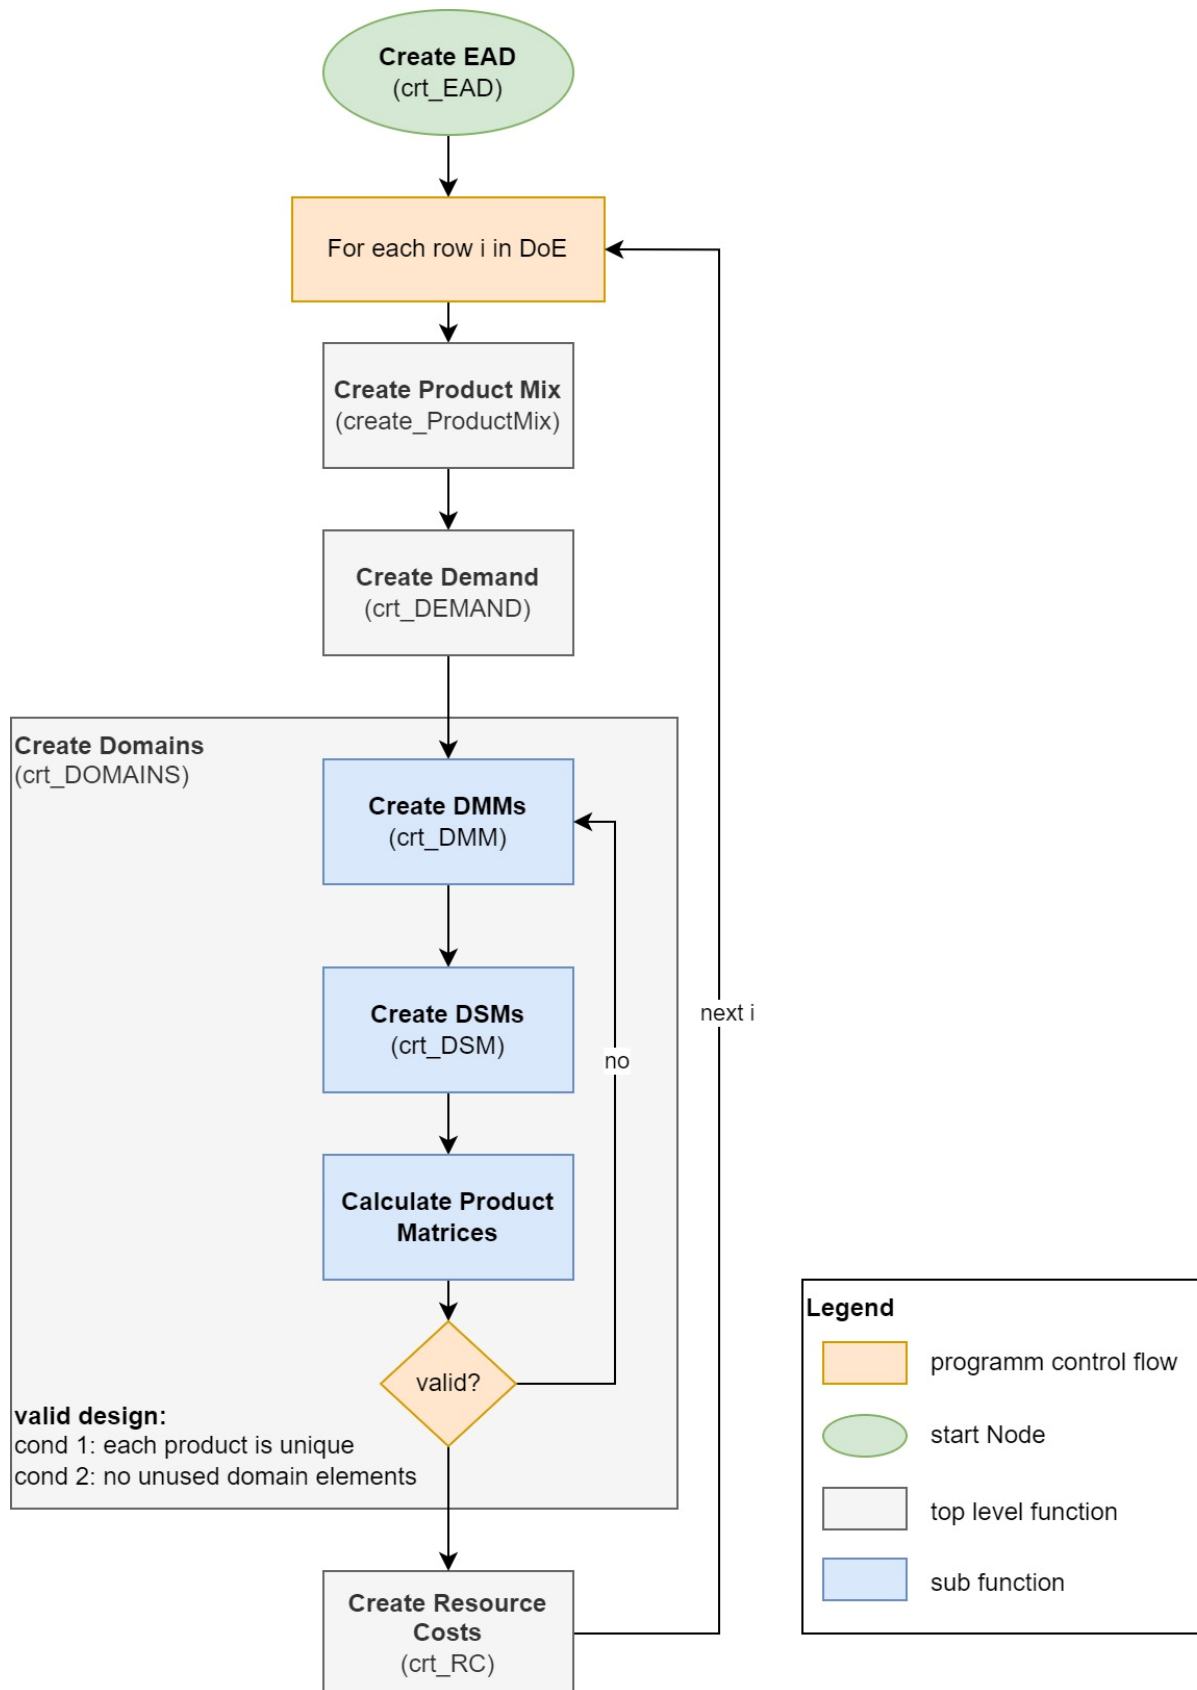 Create EAD
(crt_EAD)
For each row i in DoE
Create Product Mix
(create_ProductMix)
Create Demand
(crt_DEMAND)
Create Domains
(crt_DOMAINS)
Create DMMs
(crt_DMM)
Create DSMs
(crt_DSM)
next i
no
Calculate Product
Matrices
valid?
valid design:
cond 1: each product is unique
cond 2: no unused domain elements
Create Resource
Costs
(crt_RC)
Legend
programm control flow
start Node
top level function
sub function